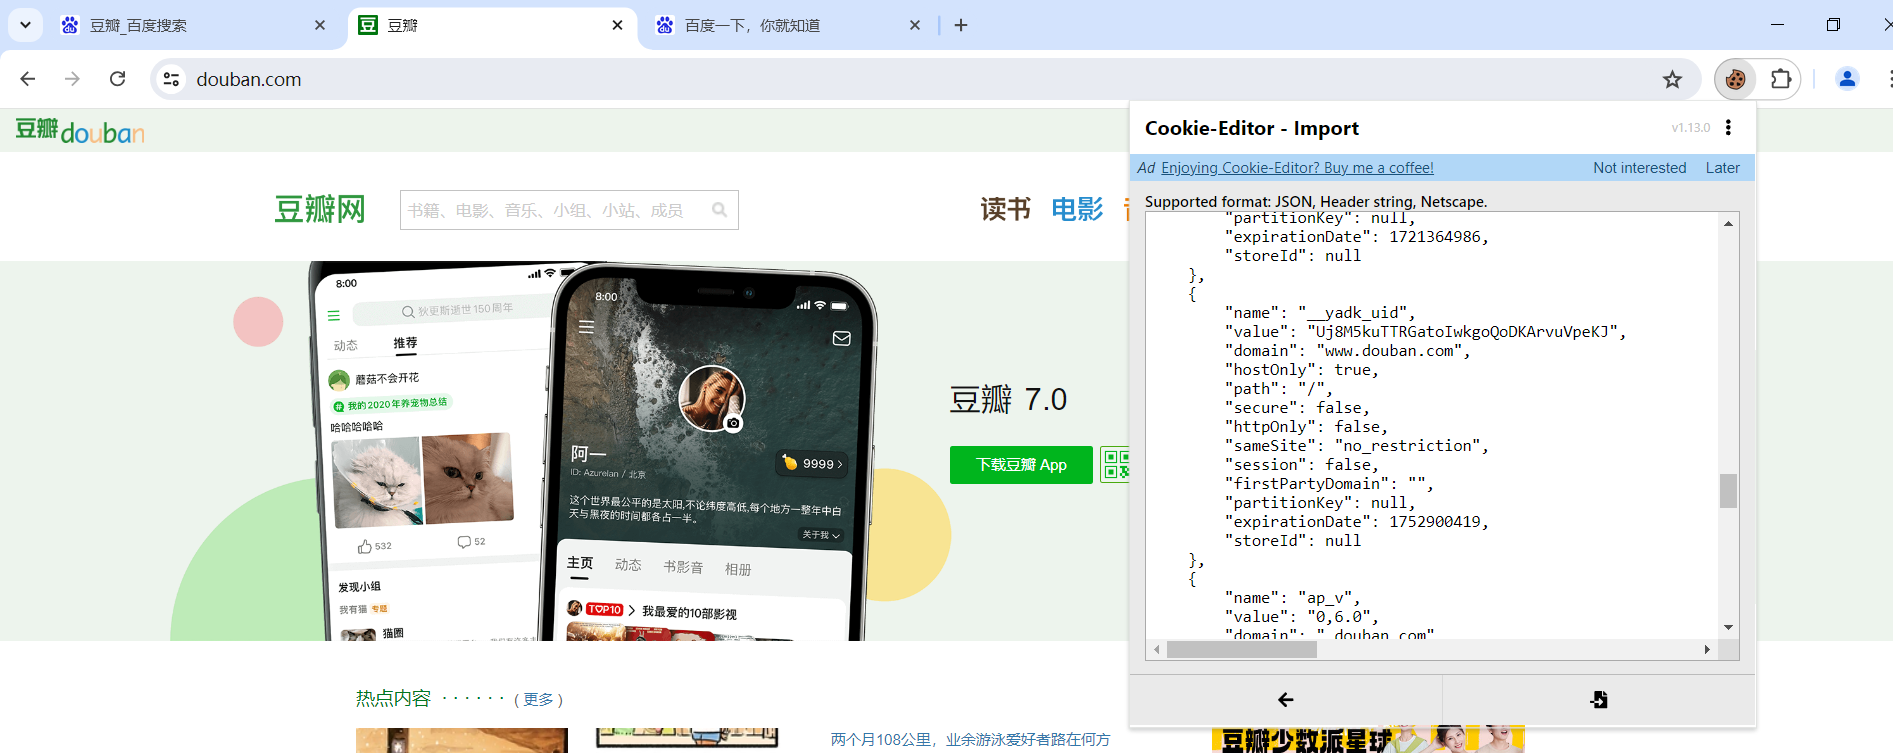 豆瓣_百度搜索
豆瓣
百度一下，你就知道
douban.com
豆瓣douban
豆瓣网
书籍、电影、音乐、小组、小站、成员
读书 电影
8:00
狄更斯逝世150周年
动态 推荐
蘑菇不会开花
我的2020年养宠物总结
哈哈哈哈哈
532 52
发现小组
我有猫 专题
猫圈
8:00
阿一
ID: Azurelan / 北京
9999
这个世界最公平的是太阳,不论纬度高低,每个地方一整年中白
天与黑夜的时间都各占一半。
关于我
主页 动态 书影音 相册
TOP10 我最爱的10部影视
豆瓣 7.0
下载豆瓣 App
热点内容 · · · · · · ( 更多 )
两个月108公里，业余游泳爱好者路在何方
豆瓣少数派星球
Cookie-Editor - Import
v1.13.0
Ad Enjoying Cookie-Editor? Buy me a coffee! Not interested Later
Supported format: JSON, Header string, Netscape.
"partitionKey": null,
"expirationDate": 1721364986,
"storeId": null
},
{
"name": "__yadk_uid",
"value": "Uj8M5kuTTRGatoIwkgoQoDKArvuVpeKJ",
"domain": "www.douban.com",
"hostOnly": true,
"path": "/",
"secure": false,
"httpOnly": false,
"sameSite": "no_restriction",
"session": false,
"firstPartyDomain": "",
"partitionKey": null,
"expirationDate": 1752900419,
"storeId": null
},
{
"name": "ap_v",
"value": "0,6.0",
"domain": ".douban.com"